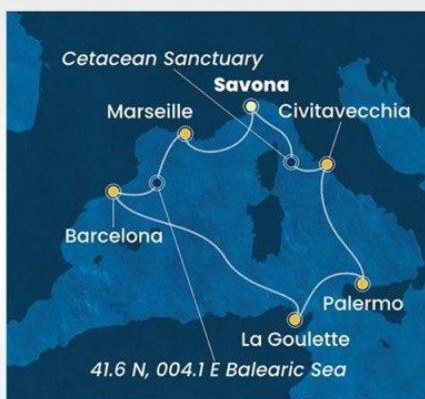 Cetacean Sanctuary
Savona
Marseille
Civitavecchia
Barcelona
Palermo
La Goulette
41.6 N, 004.1 E Balearic Sea